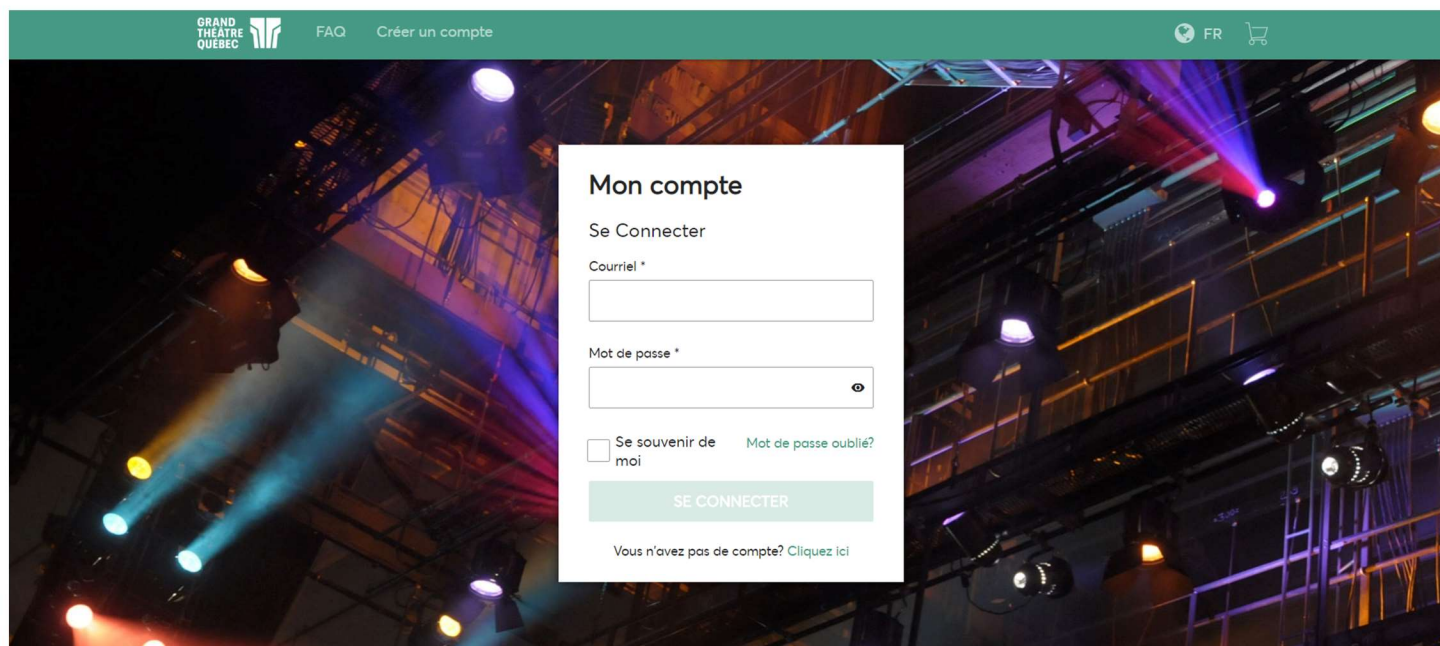 GRAND
THÉÂTRE
QUÉBEC
FAQ
Créer un compte
FR
Mon compte
Se Connecter
Courriel *
Mot de passe *
Se souvenir de
moi
Mot de passe oublié?
SE CONNECTER
Vous n'avez pas de compte? Cliquez ici